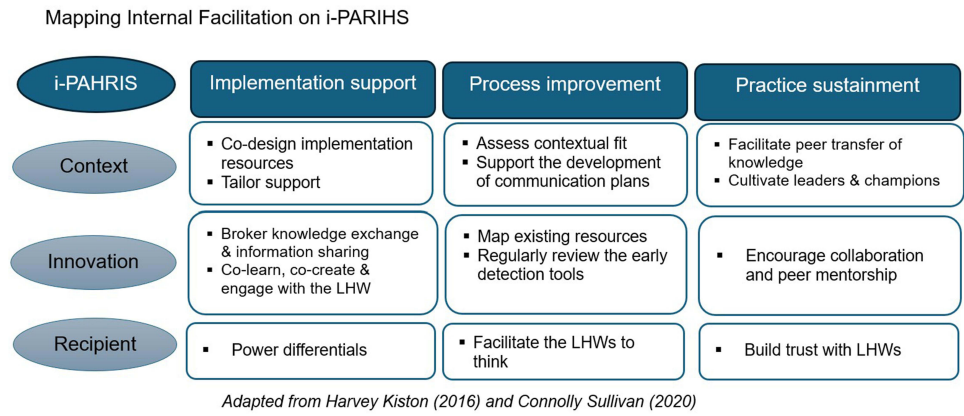 Mapping Internal Facilitation on i-PARIHS
i-PAHRIS
Implementation support
Process improvement
Practice sustainment
Context
▪ Co-design implementation
resources
▪ Tailor support
▪ Assess contextual fit
▪ Support the development
of communication plans
▪ Facilitate peer transfer of
knowledge
▪ Cultivate leaders & champions
Innovation
▪ Broker knowledge exchange
& information sharing
▪ Co-learn, co-create &
engage with the LHW
▪ Map existing resources
▪ Regularly review the early
detection tools
▪ Encourage collaboration
and peer mentorship
Recipient
▪ Power differentials
▪ Facilitate the LHWs to
think
▪ Build trust with LHWs
Adapted from Harvey Kiston (2016) and Connolly Sullivan (2020)